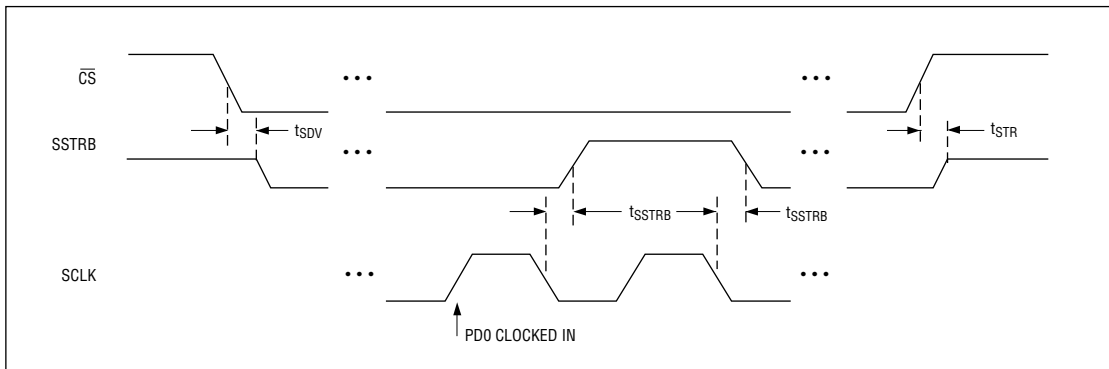 CS
•••
•••
tSDV
tSTR
SSTRB
•••
•••
tSSTRB
tSSTRB
SCLK
•••
•••
PD0 CLOCKED IN